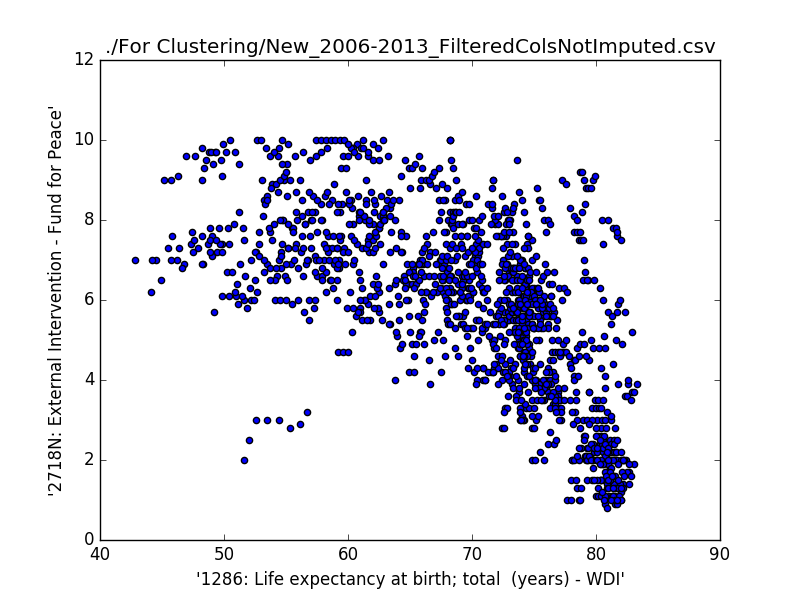 ./For Clustering/New_2006-2013_FilteredColsNotImputed.csv
12
10
8
6
4
2
0
'2718N: External Intervention - Fund for Peace'
40 50 60 70 80 90
'1286: Life expectancy at birth; total  (years) - WDI'